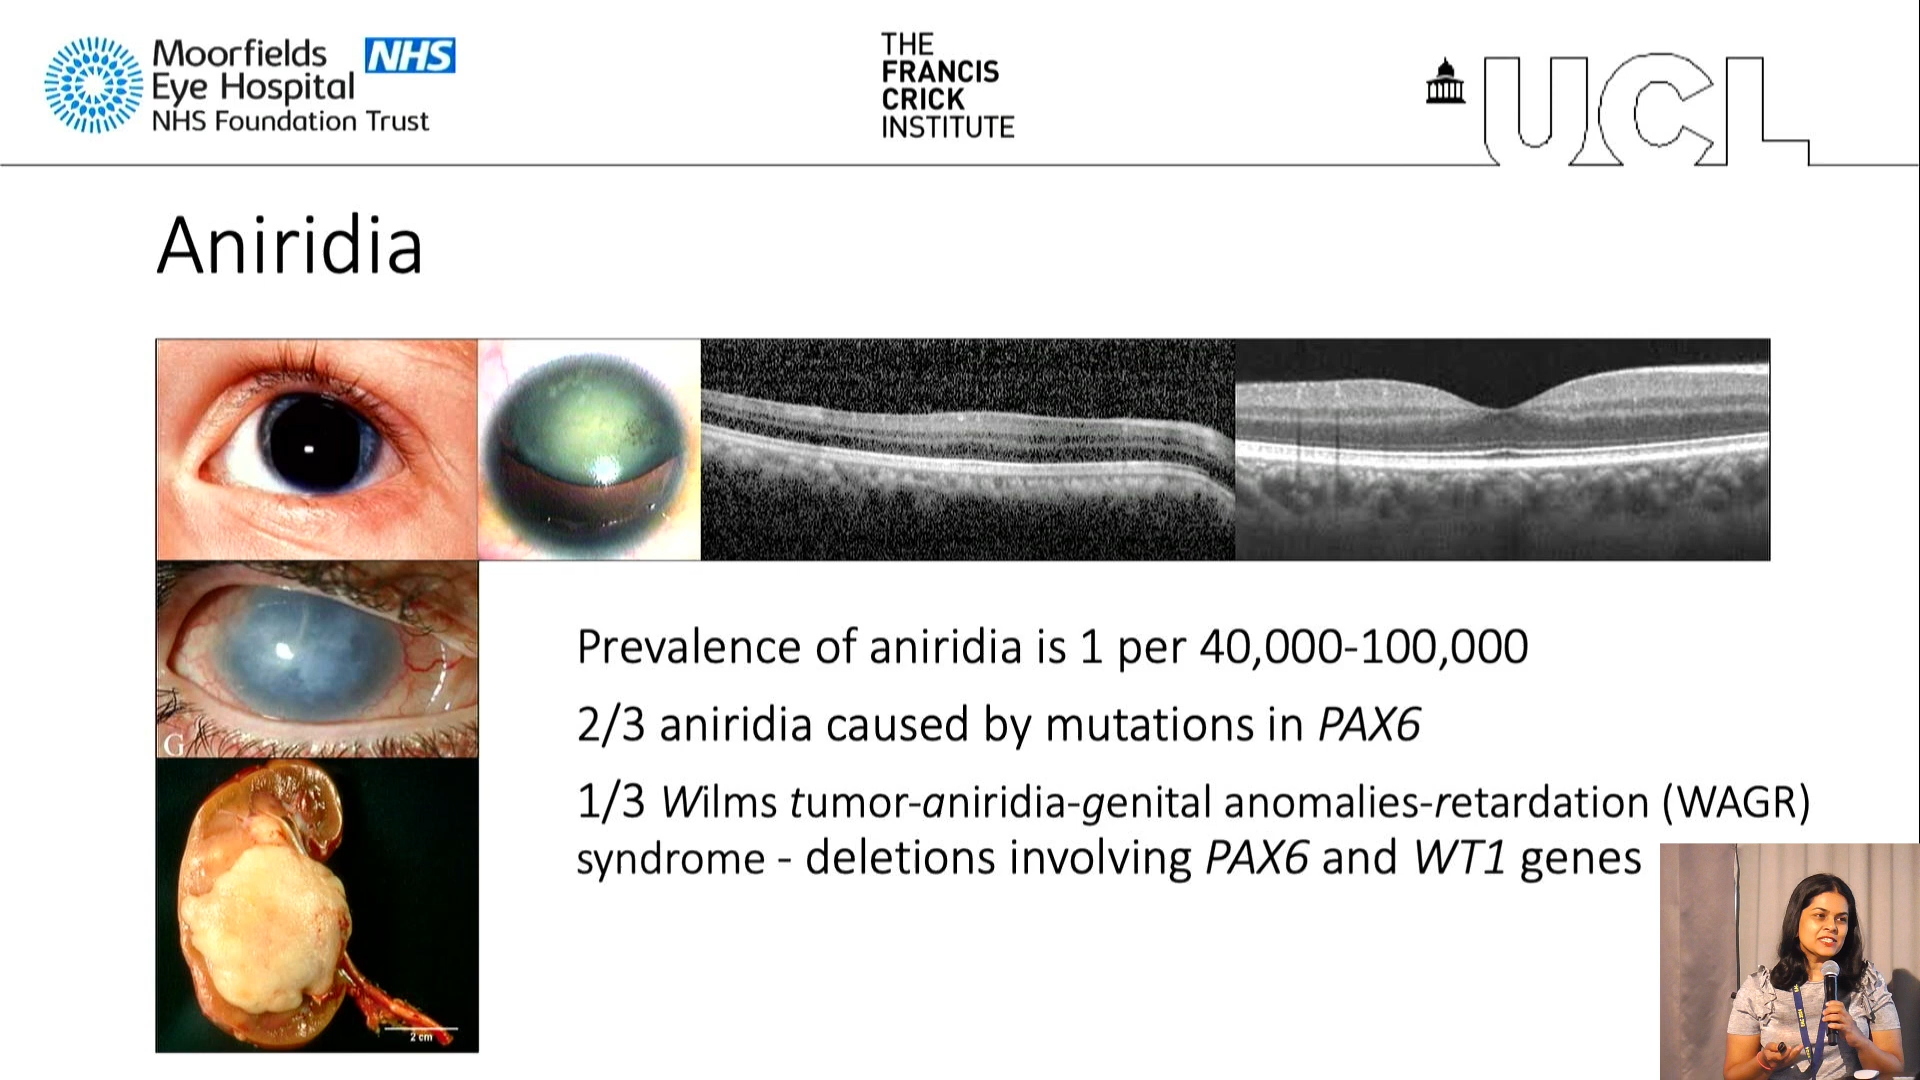 Moorfields NHS
Eye Hospital
NHS Foundation Trust
THE
FRANCIS
CRICK
INSTITUTE
UCL
Aniridia
G
2 cm
Prevalence of aniridia is 1 per 40,000-100,000
2/3 aniridia caused by mutations in PAX6
1/3 Wilms tumor-aniridia-genital anomalies-retardation (WAGR)
syndrome - deletions involving PAX6 and WT1 genes